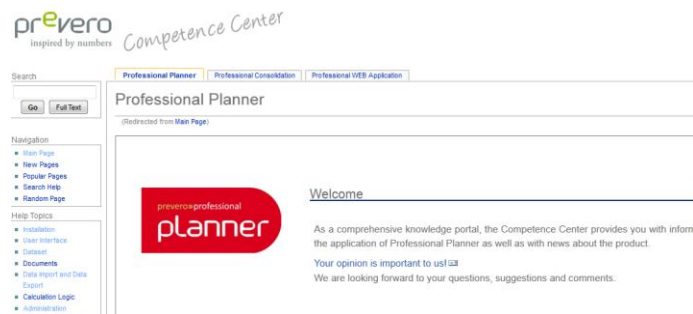 prevero
inspired by numbers
Competence Center
Search
Go Full Text
Navigation
Main Page
New Pages
Popular Pages
Search Help
Random Page
Help Topics
Installation
User Interface
Dataset
Documents
Data Import and Data
Export
Calculation Logic
Administration
Professional Planner Professional Consolidation Professional WEB Application
Professional Planner
(Redirected from Main Page)
prevero»professional
planner
Welcome
As a comprehensive knowledge portal, the Competence Center provides you with inform
the application of Professional Planner as well as with news about the product.
Your opinion is important to us!
We are looking forward to your questions, suggestions and comments.